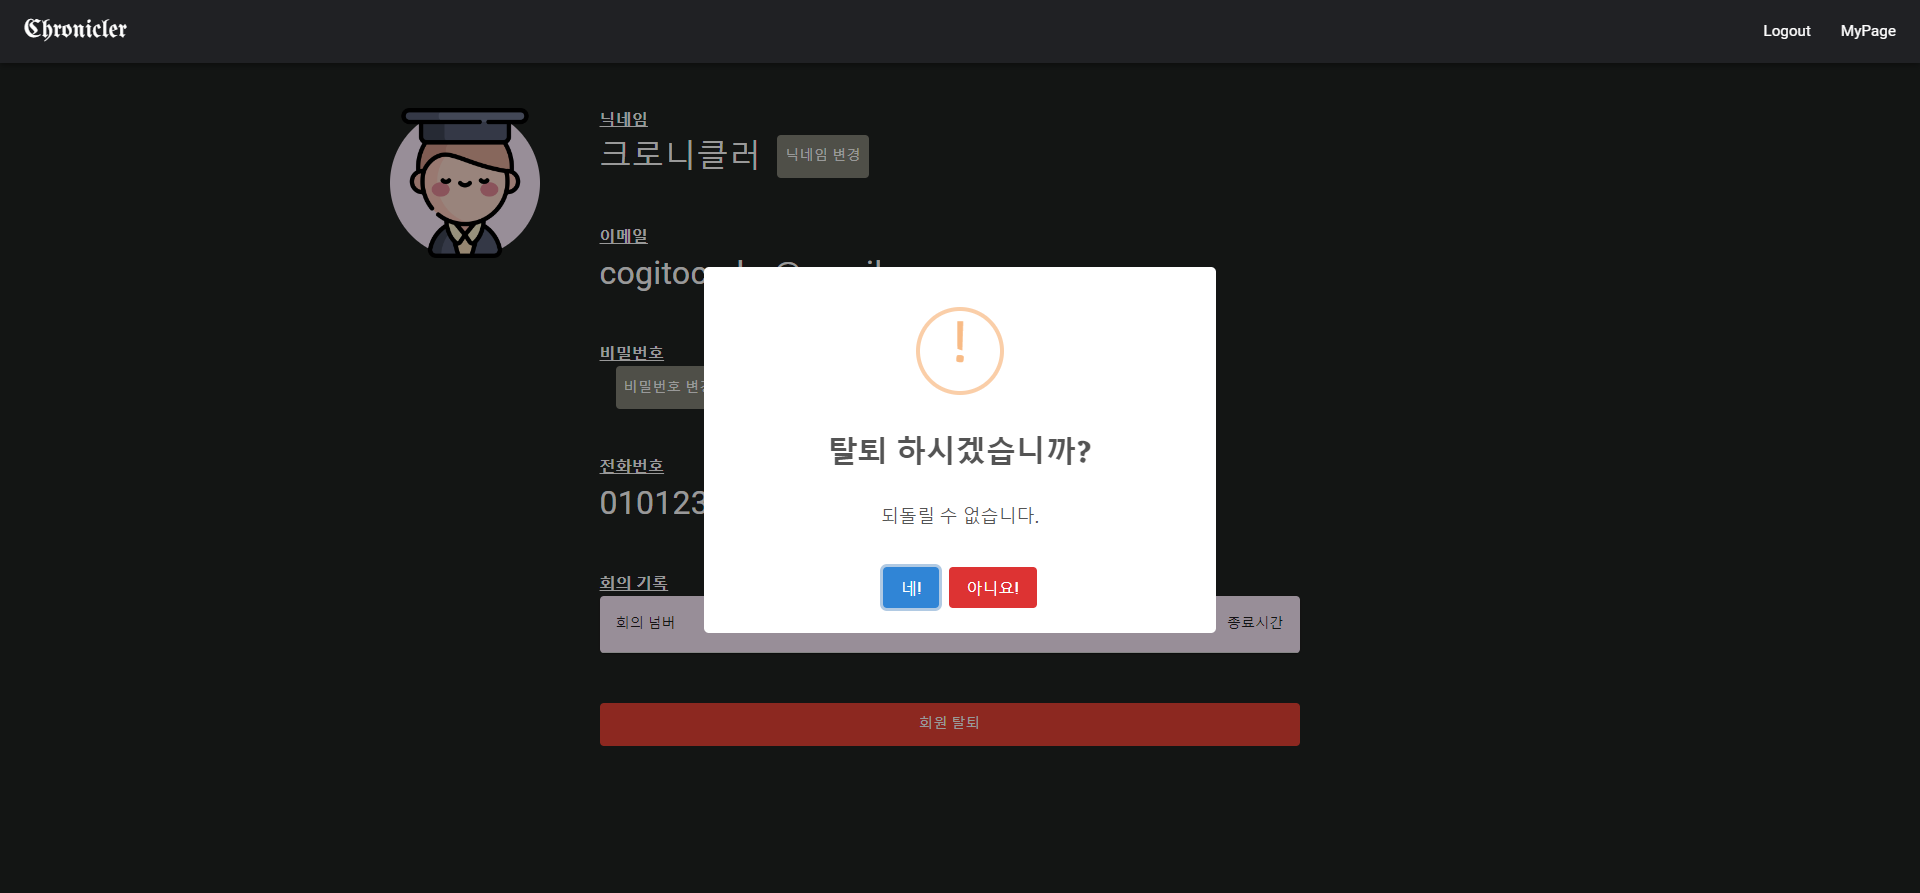 Chronicler
Logout MyPage
닉네임
크로니클러 닉네임 변경
이메일
비밀번호
비밀번호
전화번호
010123
회의 기록
회의 넘버 종료시간
회원 탈퇴
!
탈퇴 하시겠습니까?
되돌릴 수 없습니다.
네! 아니요!